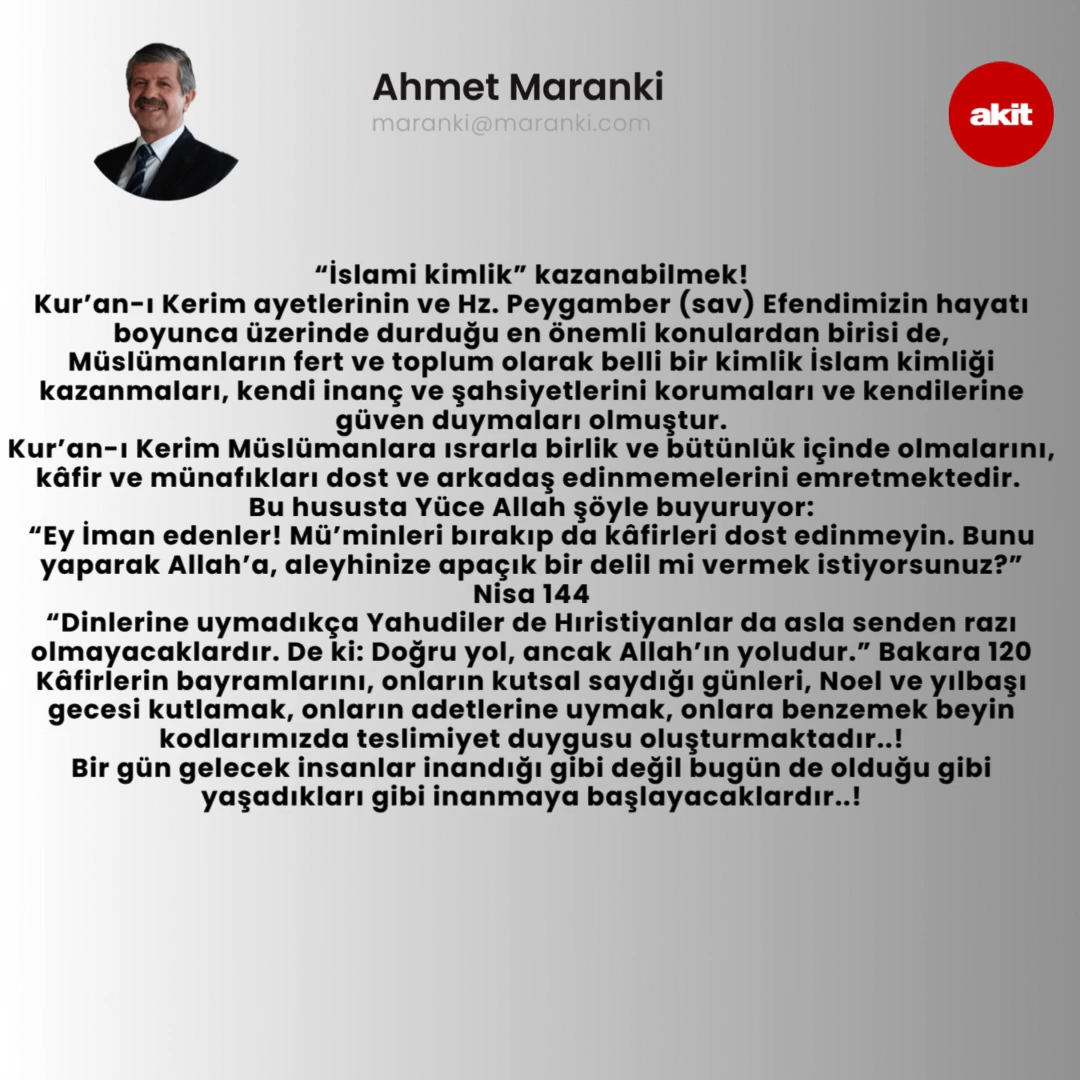 Ahmet Maranki
maranki@maranki.com
akit
“İslami kimlik” kazanabilmek!
Kur’an-ı Kerim ayetlerinin ve Hz. Peygamber (sav) Efendimizin hayatı
boyunca üzerinde durduğu en önemli konulardan birisi de,
Müslümanların fert ve toplum olarak belli bir kimlik İslam kimliği
kazanmaları, kendi inanç ve şahsiyetlerini korumaları ve kendilerine
güven duymaları olmuştur.
Kur’an-ı Kerim Müslümanlara ısrarla birlik ve bütünlük içinde olmalarını,
kâfir ve münafıkları dost ve arkadaş edinmemelerini emretmektedir.
Bu hususta Yüce Allah şöyle buyuruyor:
“Ey İman edenler! Mü’minleri bırakıp da kâfirleri dost edinmeyin. Bunu
yaparak Allah’a, aleyhinize apaçık bir delil mi vermek istiyorsunuz?”
Nisa 144
“Dinlerine uymadıkça Yahudiler de Hıristiyanlar da asla senden razı
olmayacaklardır. De ki: Doğru yol, ancak Allah’ın yoludur.” Bakara 120
Kâfirlerin bayramlarını, onların kutsal saydığı günleri, Noel ve yılbaşı
gecesi kutlamak, onların adetlerine uymak, onlara benzemek beyin
kodlarımızda teslimiyet duygusu oluşturmaktadır..!
Bir gün gelecek insanlar inandığı gibi değil bugün de olduğu gibi
yaşadıkları gibi inanmaya başlayacaklardır..!